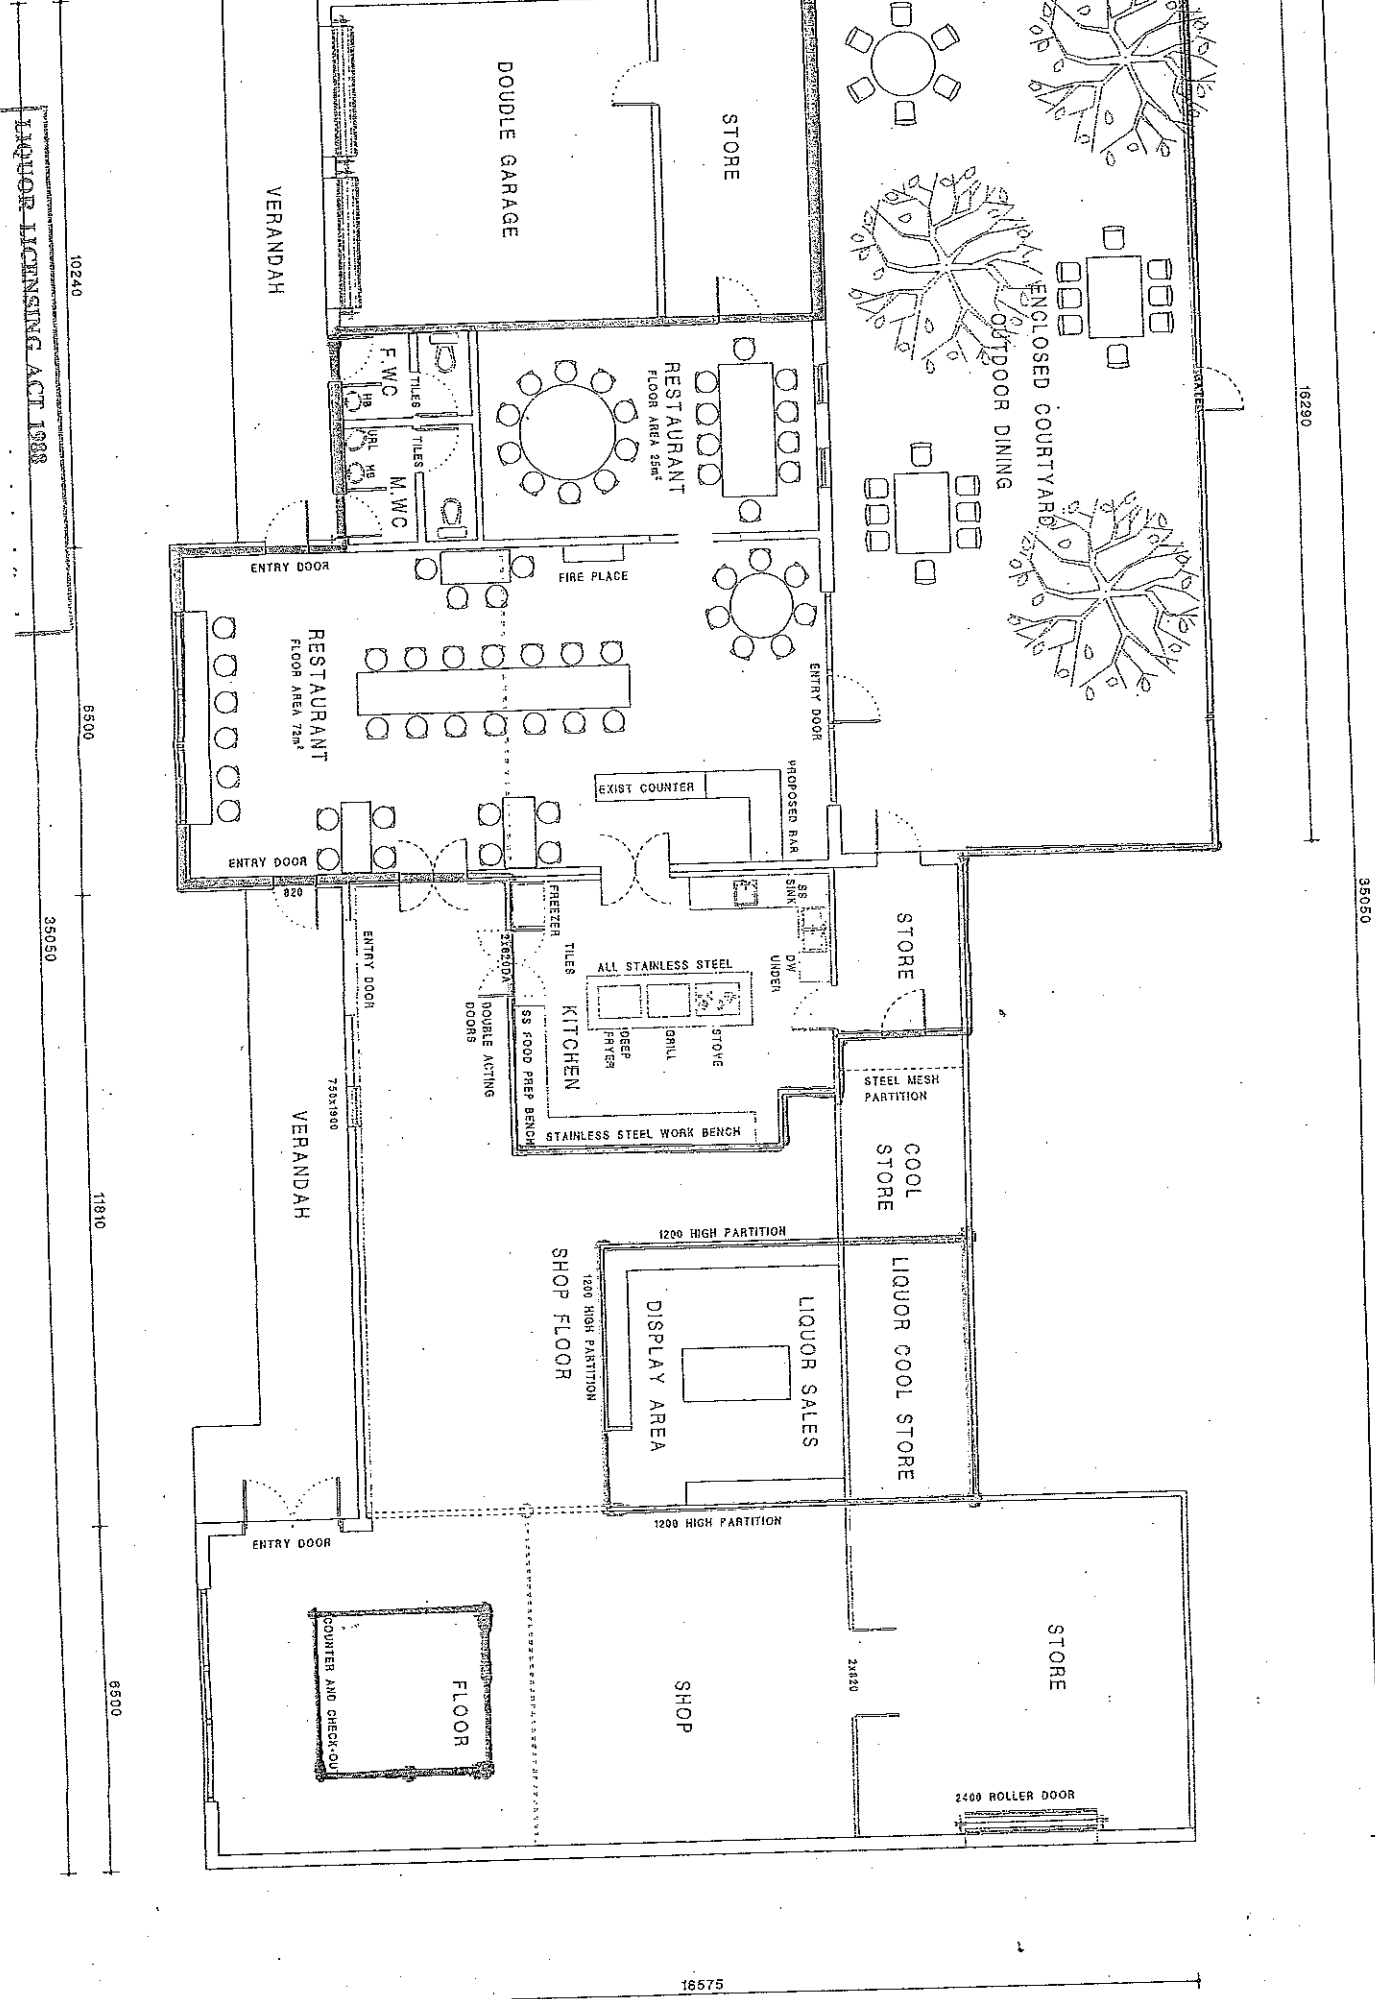 DOUDLE GARAGE
STORE
VERANDAH
10240
LIQUOR LICENSING ACT 1988
ENCLOSED COURTYARD
OUTDOOR DINING
GATES
16290
35050
F.WC
TILES
HB
RESTAURANT
FLOOR AREA 25m²
URL
TILES
HB
M.WC
ENTRY DOOR
FIRE PLACE
RESTAURANT
FLOOR AREA 72m²
6500
ENTRY DOOR
EXIST COUNTER
PROPOSED BAR
ENTRY DOOR
820
35050
FREEZER
SS
SINK
STORE
ENTRY DOOR
2x820DA
TILES
ALL STAINLESS STEEL
DW
UNDER
KITCHEN
DOUBLE ACTING
DOORS
SS FOOD PREP BENCH
DEEP
FRYER
GRILL
STOVE
STEEL MESH
PARTITION
750x1900
STAINLESS STEEL WORK BENCH
VERANDAH
COOL
STORE
11810
1200 HIGH PARTITION
SHOP FLOOR
1200 HIGH PARTITION
DISPLAY AREA
LIQUOR SALES
LIQUOR COOL STORE
1200 HIGH PARTITION
ENTRY DOOR
COUNTER AND CHECK-OU
FLOOR
SHOP
2x820
STORE
6500
2400 ROLLER DOOR
16575